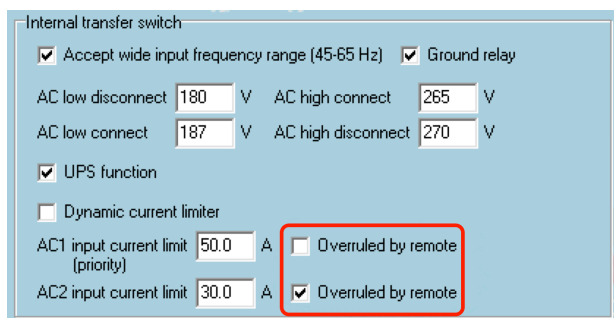 Internal transfer switch
Accept wide input frequency range (45-65 Hz) Ground relay
AC low disconnect 180 V AC high connect 265 V
AC low connect 187 V AC high disconnect 270 V
UPS function
Dynamic current limiter
AC1 input current limit 50.0 A Overruled by remote
(priority)
AC2 input current limit 30.0 A Overruled by remote